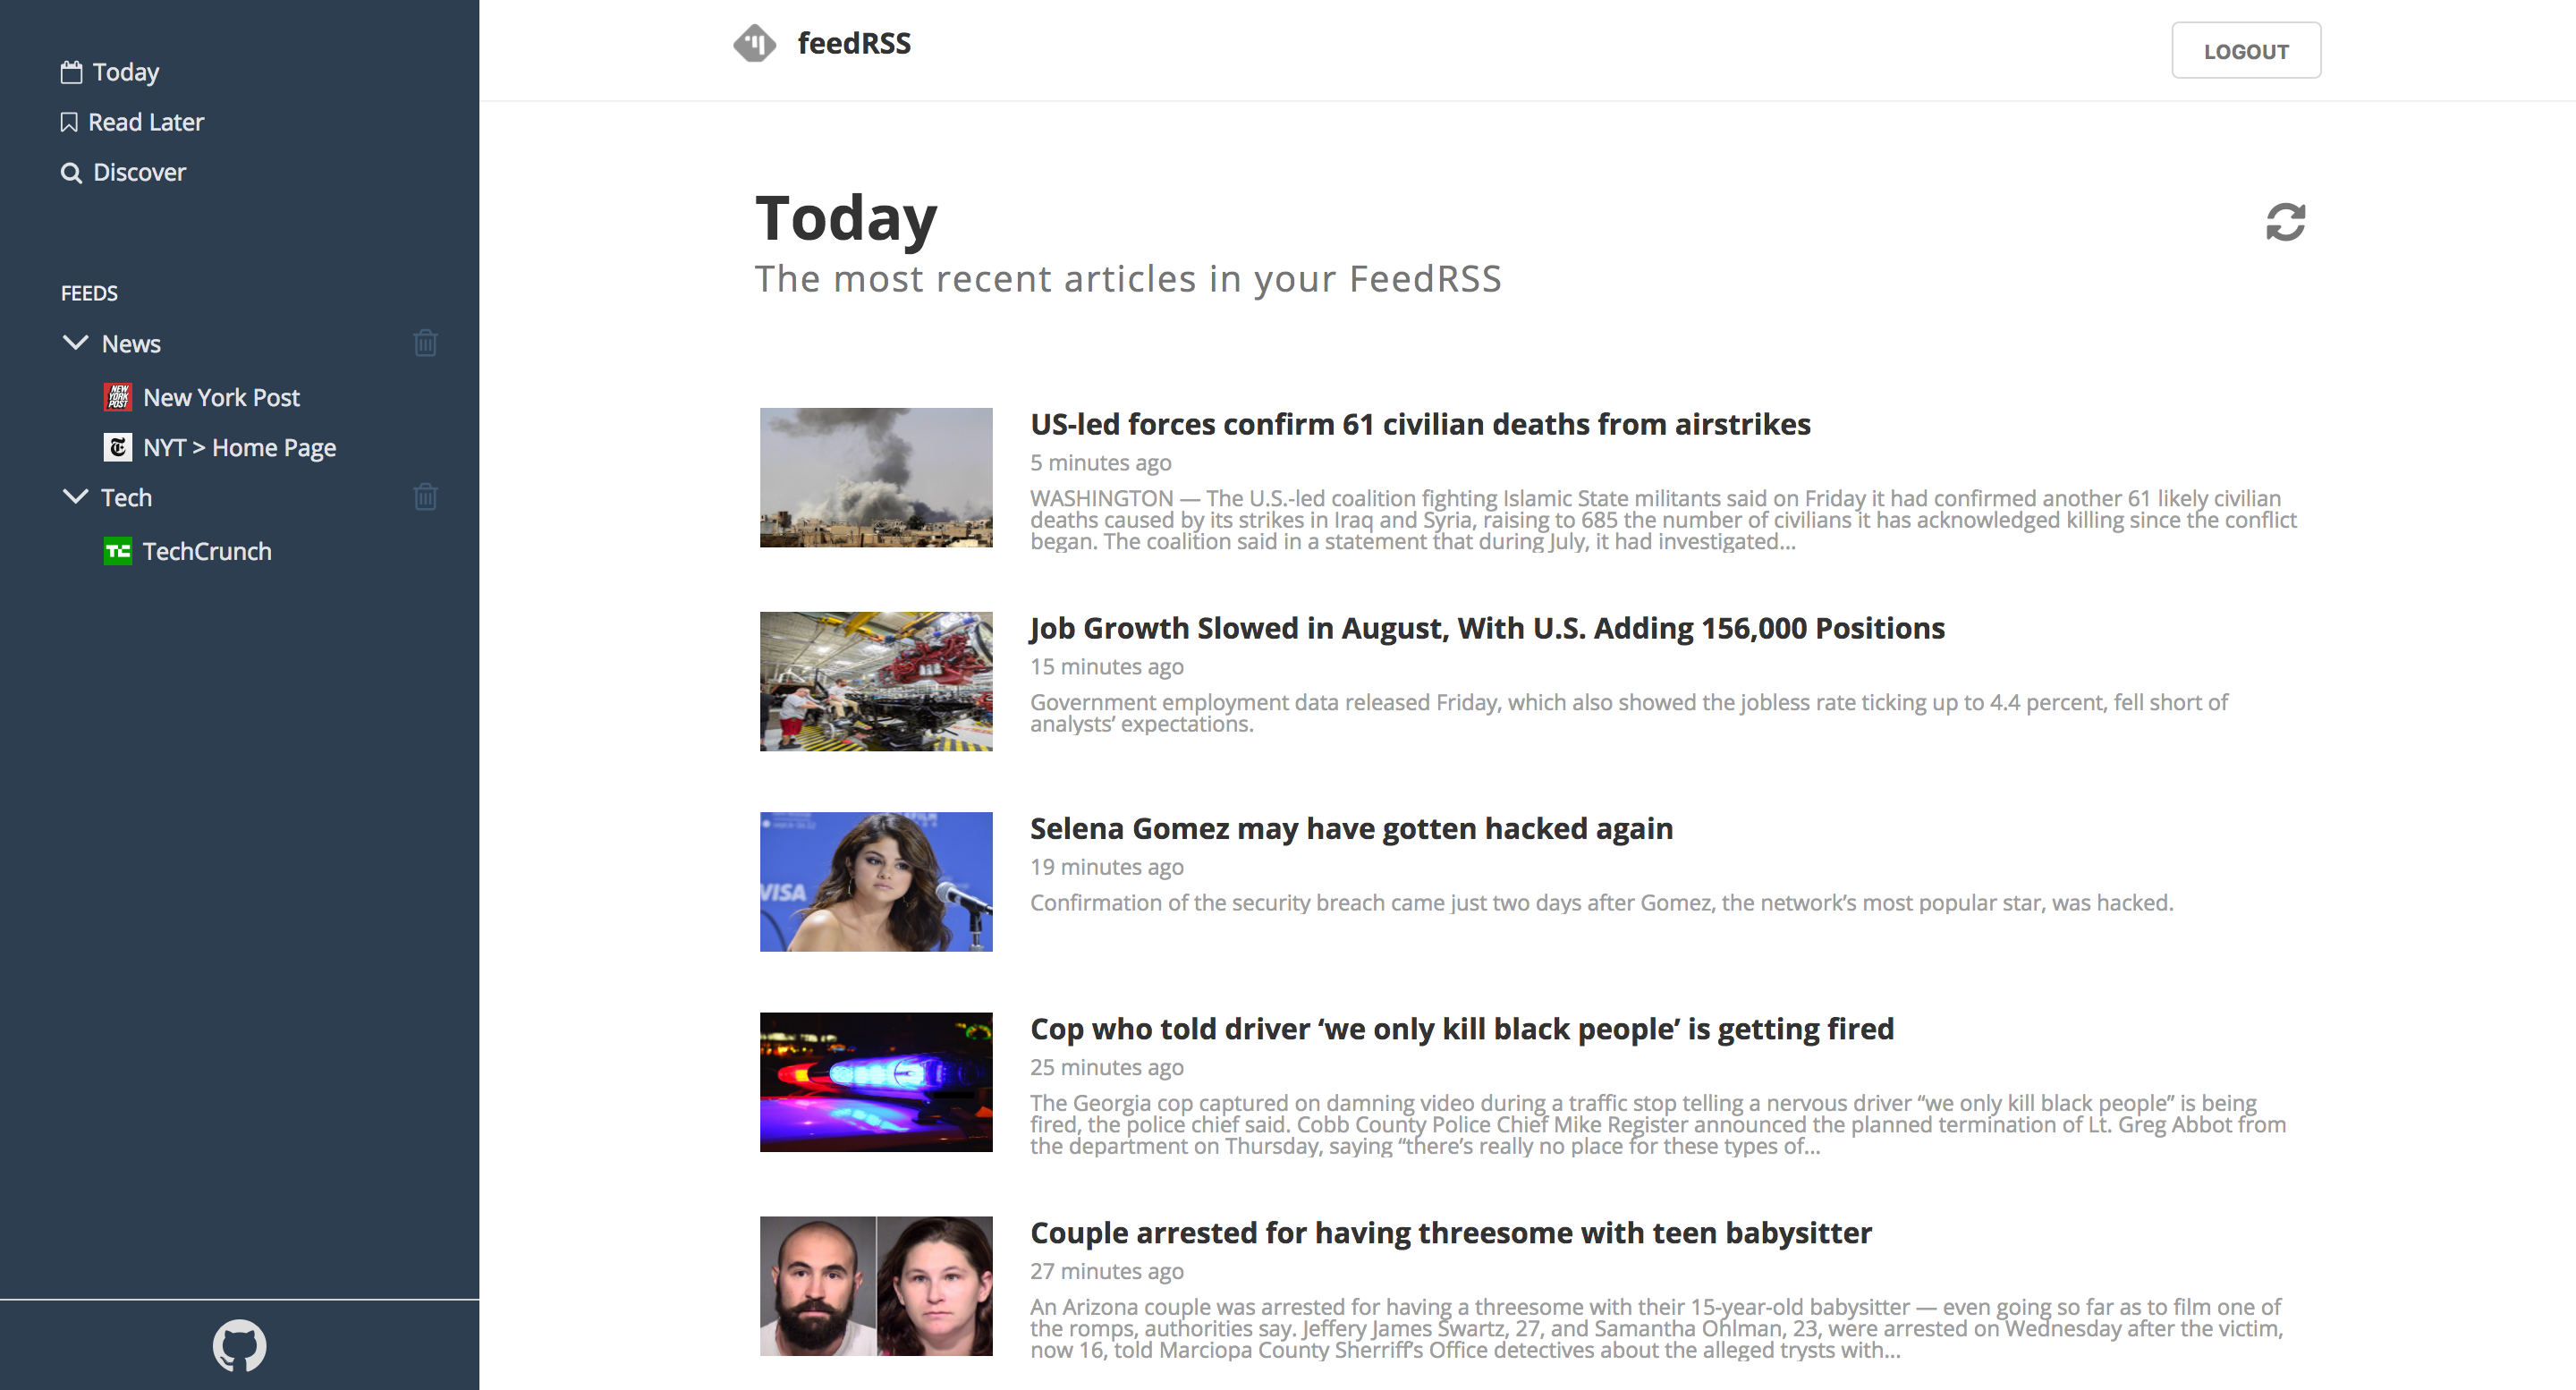 Today
Read Later
Discover
FEEDS
News
New York Post
NYT > Home Page
Tech
TechCrunch
feedRSS
LOGOUT
Today
The most recent articles in your FeedRSS
US-led forces confirm 61 civilian deaths from airstrikes
5 minutes ago
WASHINGTON — The U.S.-led coalition fighting Islamic State militants said on Friday it had confirmed another 61 likely civilian
deaths caused by its strikes in Iraq and Syria, raising to 685 the number of civilians it has acknowledged killing since the conflict
began. The coalition said in a statement that during July, it had investigated...
Job Growth Slowed in August, With U.S. Adding 156,000 Positions
15 minutes ago
Government employment data released Friday, which also showed the jobless rate ticking up to 4.4 percent, fell short of
analysts’ expectations.
VISA
Selena Gomez may have gotten hacked again
19 minutes ago
Confirmation of the security breach came just two days after Gomez, the network’s most popular star, was hacked.
Cop who told driver ‘we only kill black people’ is getting fired
25 minutes ago
The Georgia cop captured on damning video during a traffic stop telling a nervous driver “we only kill black people” is being
fired, the police chief said. Cobb County Police Chief Mike Register announced the planned termination of Lt. Greg Abbot from
the department on Thursday, saying “there’s really no place for these types of...
Couple arrested for having threesome with teen babysitter
27 minutes ago
An Arizona couple was arrested for having a threesome with their 15-year-old babysitter — even going so far as to film one of
the romps, authorities say. Jeffery James Swartz, 27, and Samantha Ohlman, 23, were arrested on Wednesday after the victim,
now 16, told Marciopa County Sherriff’s Office detectives about the alleged trysts with...